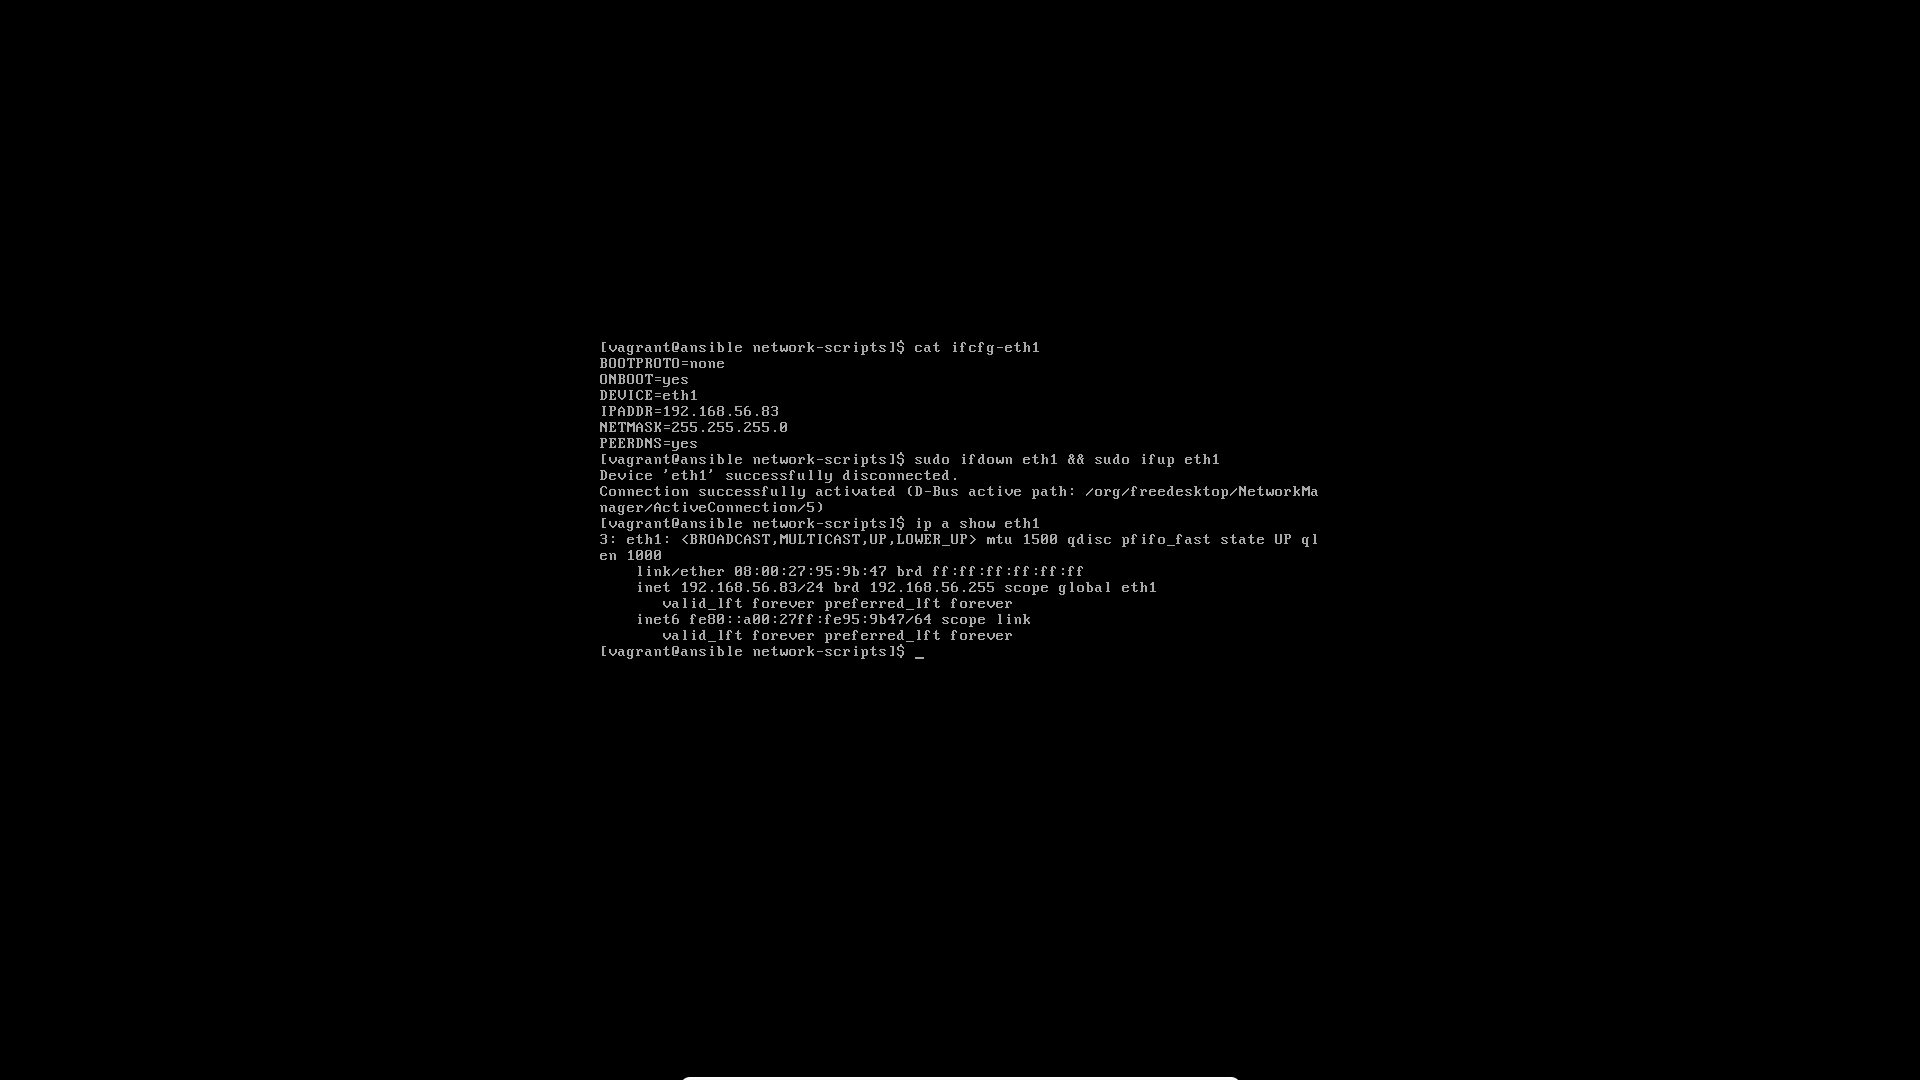 [vagrant@ansible network-scripts]$ cat ifcfg-eth1
BOOTPROTO=none
ONBOOT=yes
DEVICE=eth1
IPADDR=192.168.56.83
NETMASK=255.255.255.0
PEERDNS=yes
[vagrant@ansible network-scripts]$ sudo ifdown eth1 && sudo ifup eth1
Device 'eth1' successfully disconnected.
Connection successfully activated (D-Bus active path: /org/freedesktop/NetworkMa
nager/ActiveConnection/5)
[vagrant@ansible network-scripts]$ ip a show eth1
3: eth1: <BROADCAST,MULTICAST,UP,LOWER_UP> mtu 1500 qdisc pfifo_fast state UP ql
en 1000
    link/ether 08:00:27:95:9b:47 brd ff:ff:ff:ff:ff:ff
    inet 192.168.56.83/24 brd 192.168.56.255 scope global eth1
       valid_lft forever preferred_lft forever
    inet6 fe80::a00:27ff:fe95:9b47/64 scope link
       valid_lft forever preferred_lft forever
[vagrant@ansible network-scripts]$ _